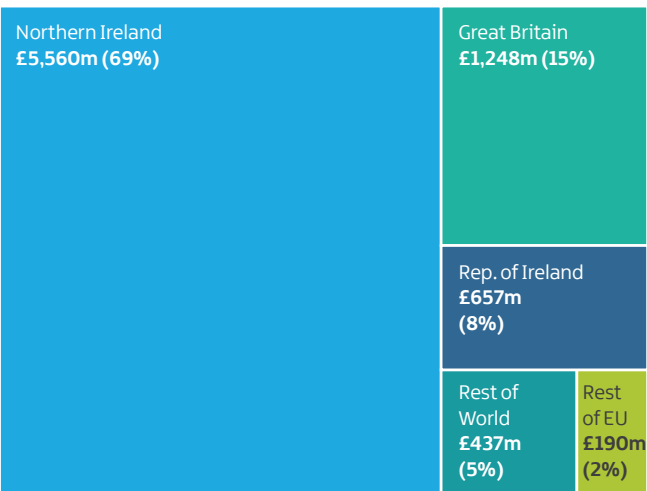 Northern Ireland
£5,560m (69%)
Great Britain
£1,248m (15%)
Rep. of Ireland
£657m
(8%)
Rest of
World
£437m
(5%)
Rest
of EU
£190m
(2%)